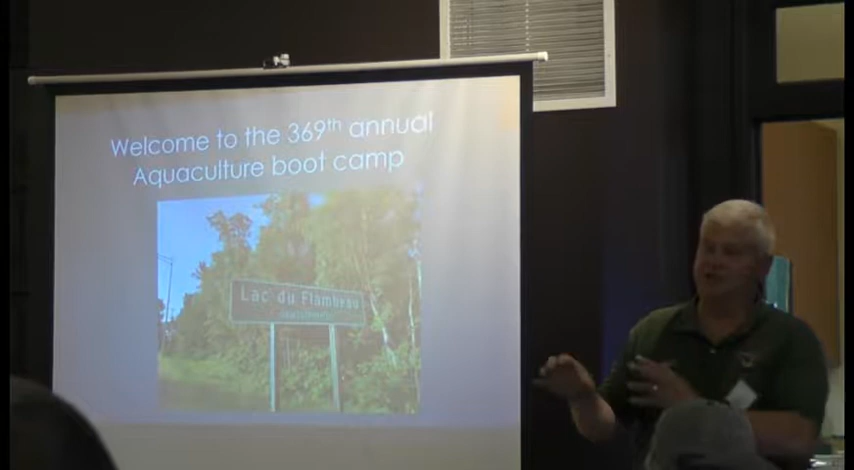 Welcome to the 369th annual
Aquaculture boot camp
Lac du Flambeau